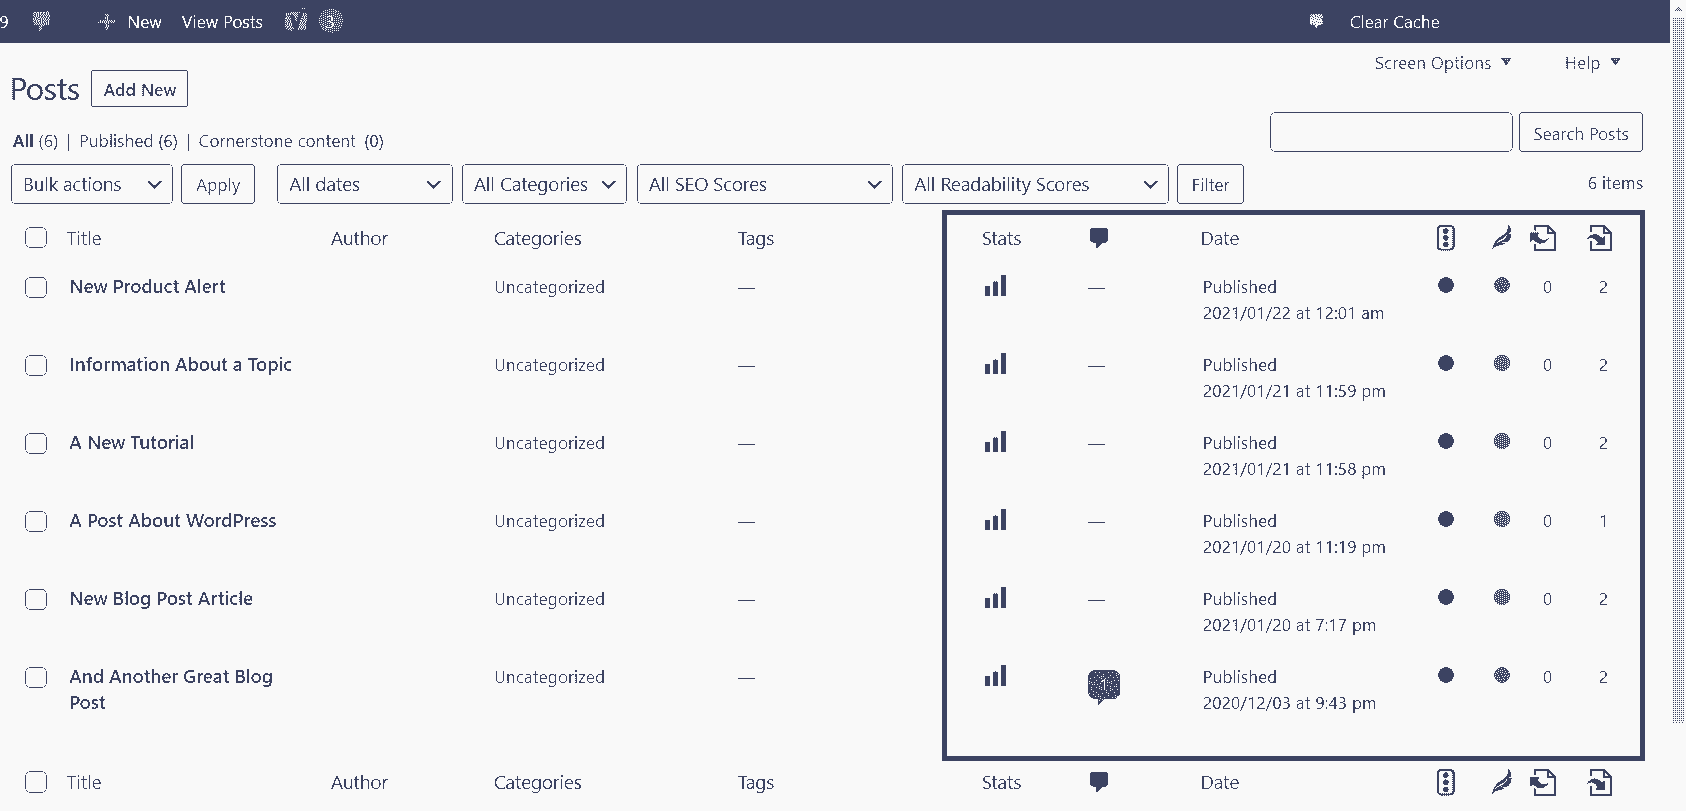 9 New View Posts 3 Clear Cache
Screen Options Help
Posts Add New
All (6) | Published (6) | Cornerstone content (0)
Search Posts
Bulk actions Apply All dates All Categories All SEO Scores All Readability Scores Filter 6 items
Title Author Categories Tags Stats Date
New Product Alert Uncategorized — — Published 0 2
2021/01/22 at 12:01 am
Information About a Topic Uncategorized — — Published 0 2
2021/01/21 at 11:59 pm
A New Tutorial Uncategorized — — Published 0 2
2021/01/21 at 11:58 pm
A Post About WordPress Uncategorized — — Published 0 1
2021/01/20 at 11:19 pm
New Blog Post Article Uncategorized — — Published 0 2
2021/01/20 at 7:17 pm
And Another Great Blog Uncategorized — 1 Published 0 2
Post 2020/12/03 at 9:43 pm
Title Author Categories Tags Stats Date